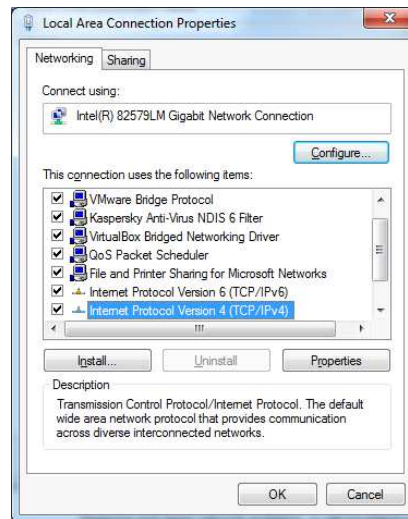 Local Area Connection Properties
Networking
Sharing
Connect using:
Intel(R) 82579LM Gigabit Network Connection
Configure...
This connection uses the following items:
VMware Bridge Protocol
Kaspersky Anti-Virus NDIS 6 Filter
VirtualBox Bridged Networking Driver
QoS Packet Scheduler
File and Printer Sharing for Microsoft Networks
Internet Protocol Version 6 (TCP/IPv6)
Internet Protocol Version 4 (TCP/IPv4)
Install...
Uninstall
Properties
Description
Transmission Control Protocol/Internet Protocol. The default
wide area network protocol that provides communication
across diverse interconnected networks.
OK
Cancel